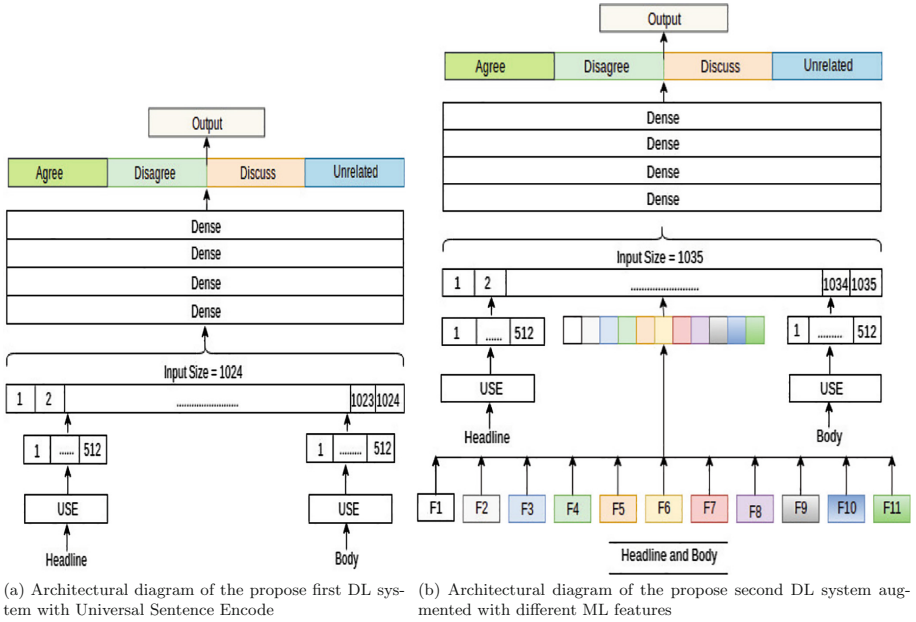 Output
Agree Disagree Discuss Unrelated
Dense
Dense
Dense
Dense
Input Size = 1024
1 2 ........................... 1023 1024
1 ...... 512 1 ......... 512
USE USE
Headline Body
(a) Architectural diagram of the propose first DL sys-
tem with Universal Sentence Encode
Output
Agree Disagree Discuss Unrelated
Dense
Dense
Dense
Dense
Input Size = 1035
1 2 ........................... 1034 1035
1 ...... 512 1 ......... 512
USE USE
Headline Body
F1 F2 F3 F4 F5 F6 F7 F8 F9 F10 F11
Headline and Body
(b) Architectural diagram of the propose second DL system aug-
mented with different ML features